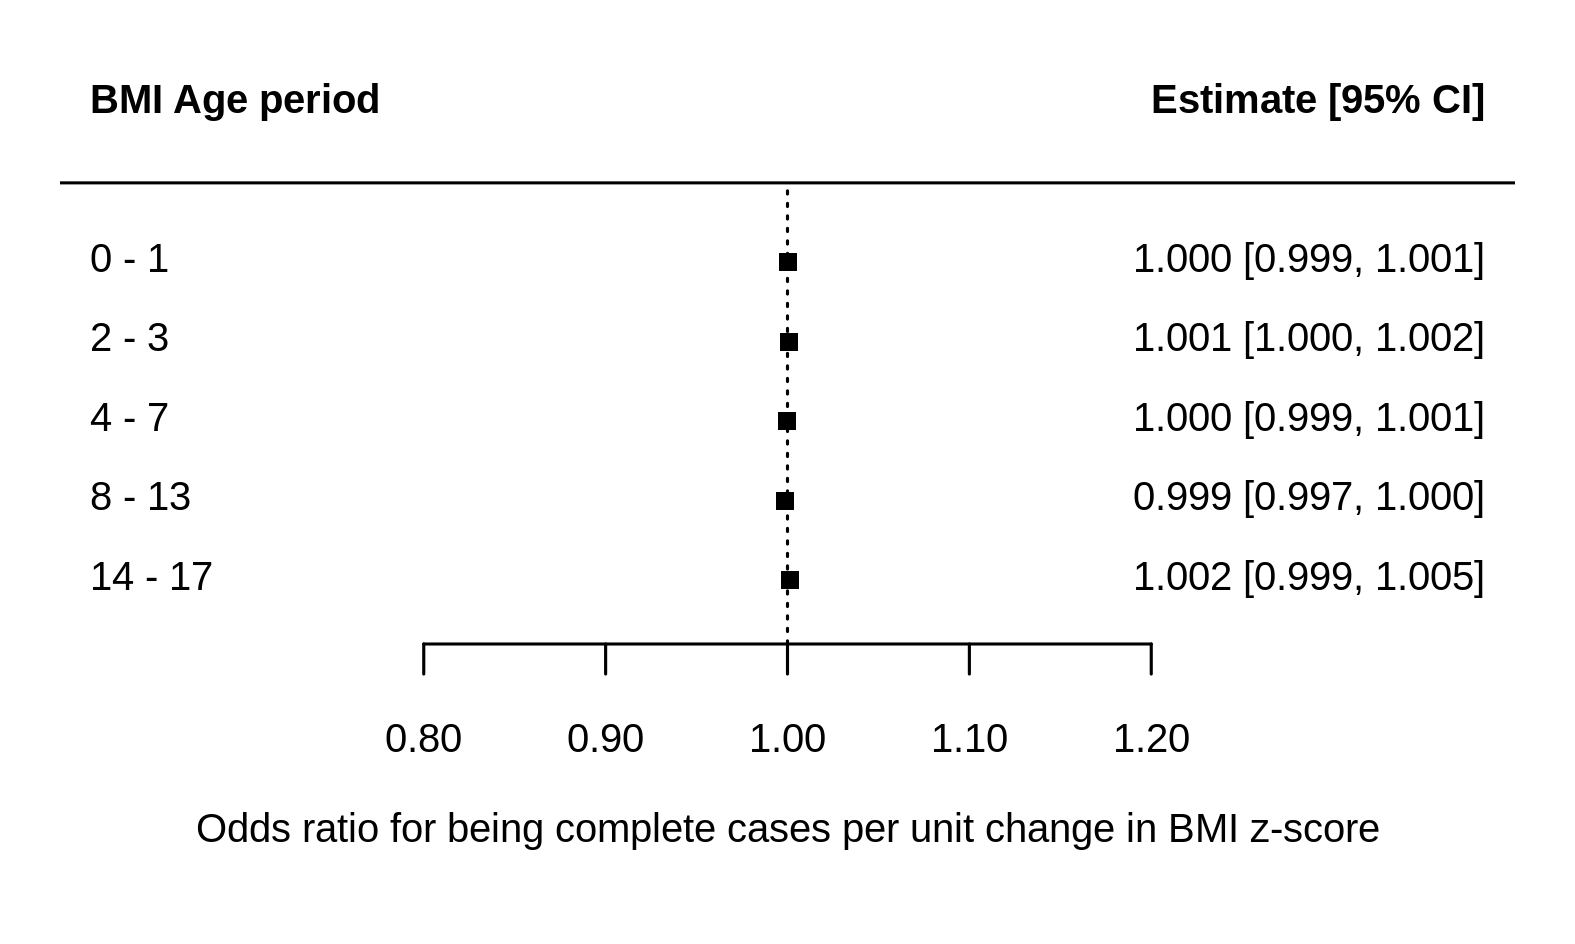 BMI Age period Estimate [95% CI]
0 - 1 1.000 [0.999, 1.001]
2 - 3 1.001 [1.000, 1.002]
4 - 7 1.000 [0.999, 1.001]
8 - 13 0.999 [0.997, 1.000]
14 - 17 1.002 [0.999, 1.005]
0.80 0.90 1.00 1.10 1.20
Odds ratio for being complete cases per unit change in BMI z-score